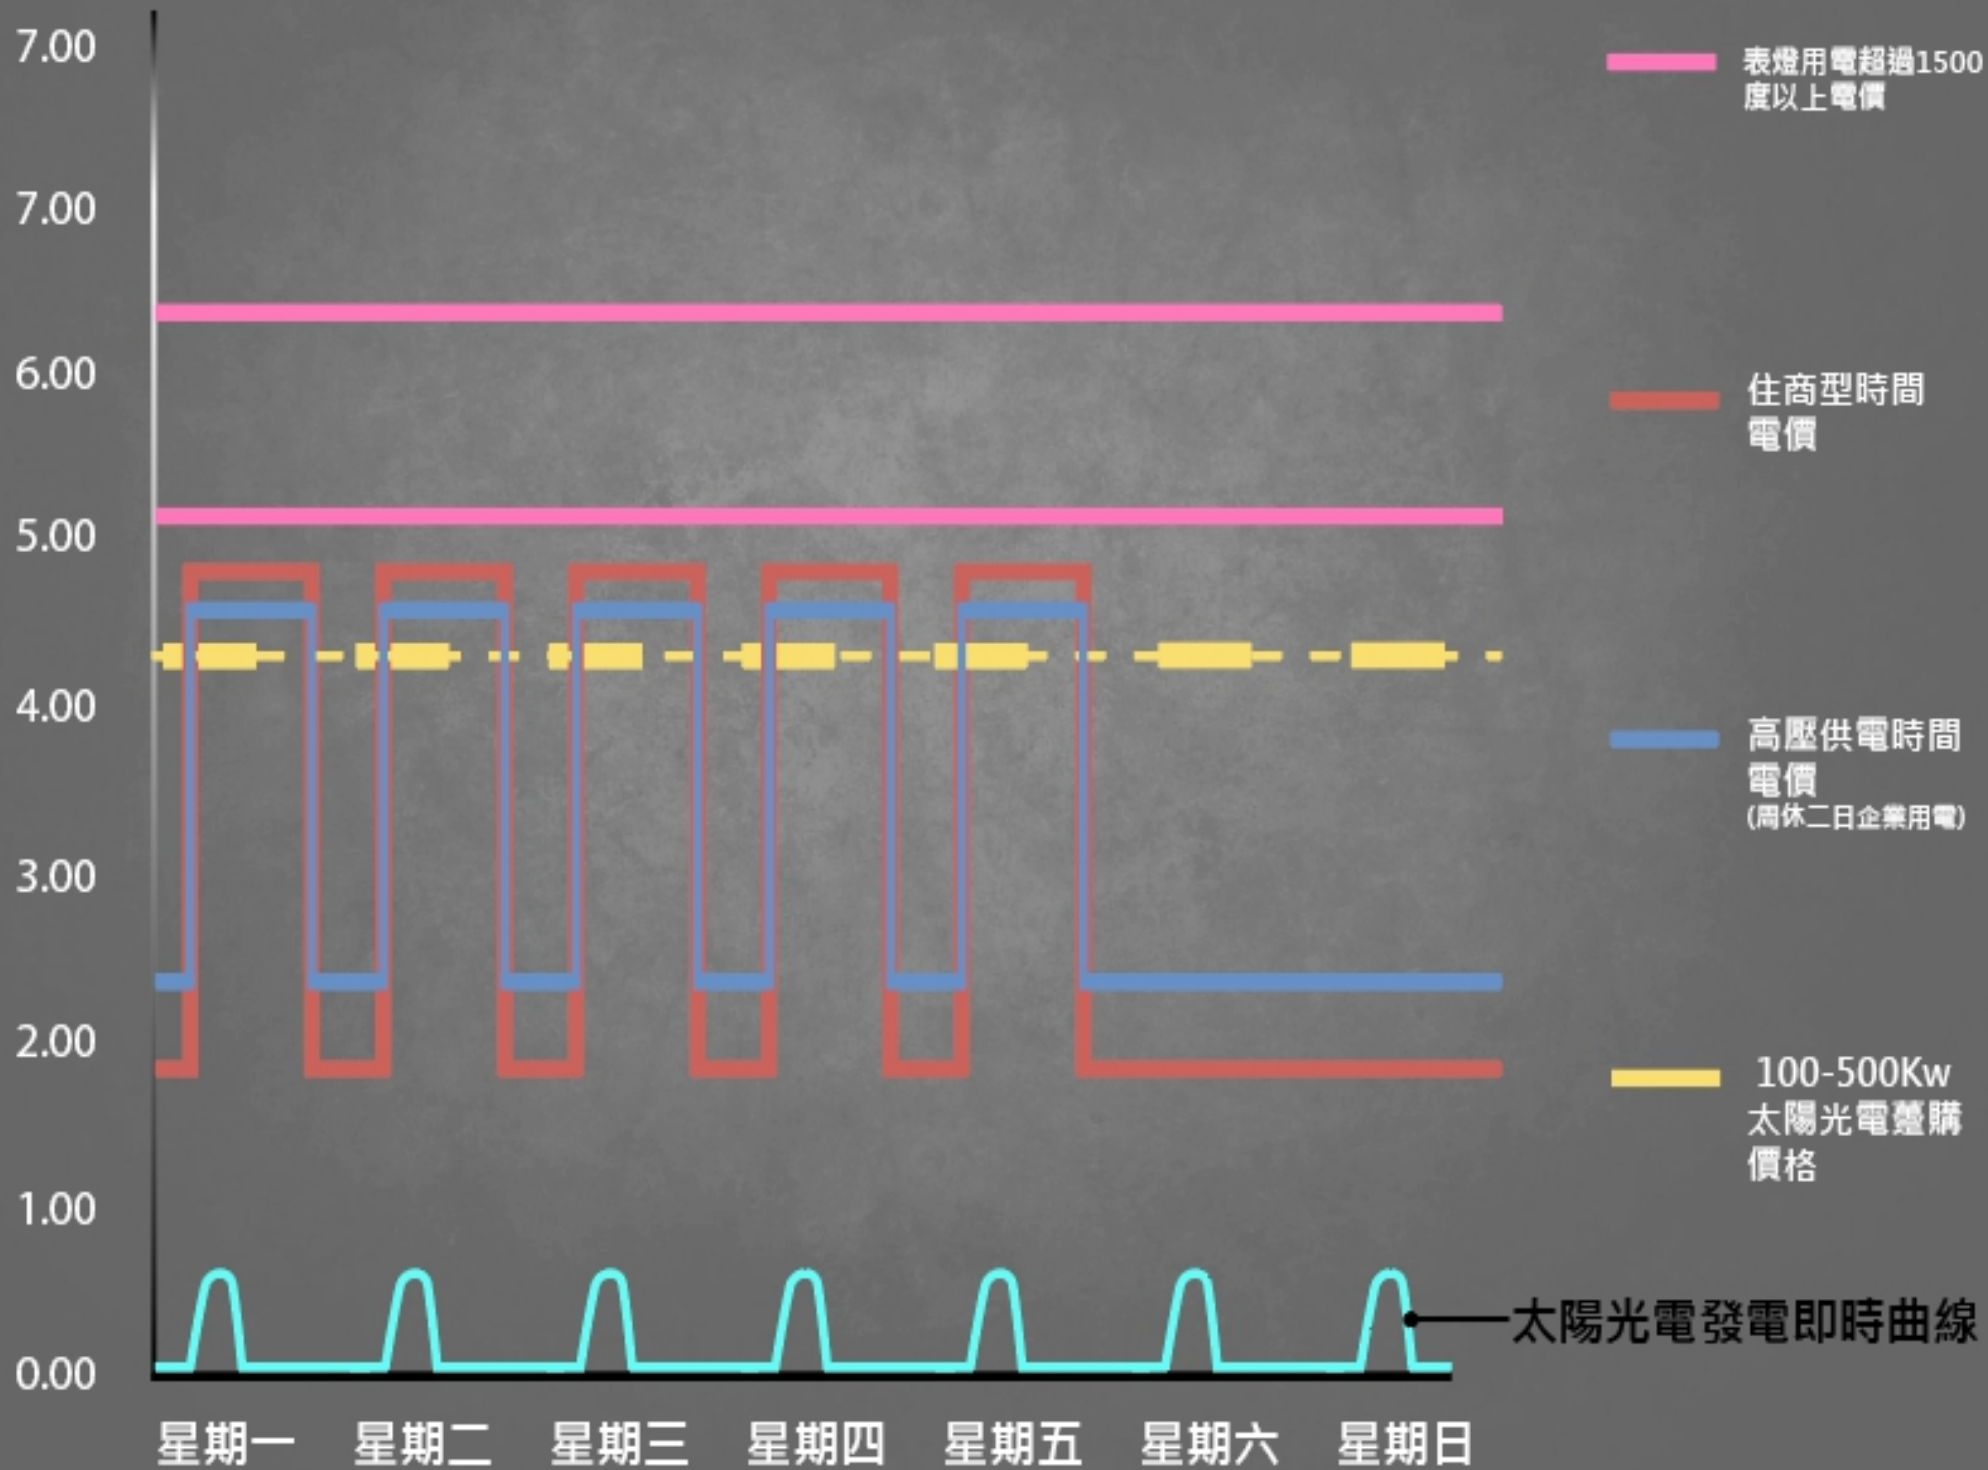 7.00
7.00
6.00
5.00
4.00
3.00
2.00
1.00
0.00
星期一 星期二 星期三 星期四 星期五 星期六 星期日
表燈用電超過1500
度以上電價
住商型時間
電價
高壓供電時間
電價
(周休二日企業用電)
100-500Kw
太陽光電躉購
價格
太陽光電發電即時曲線